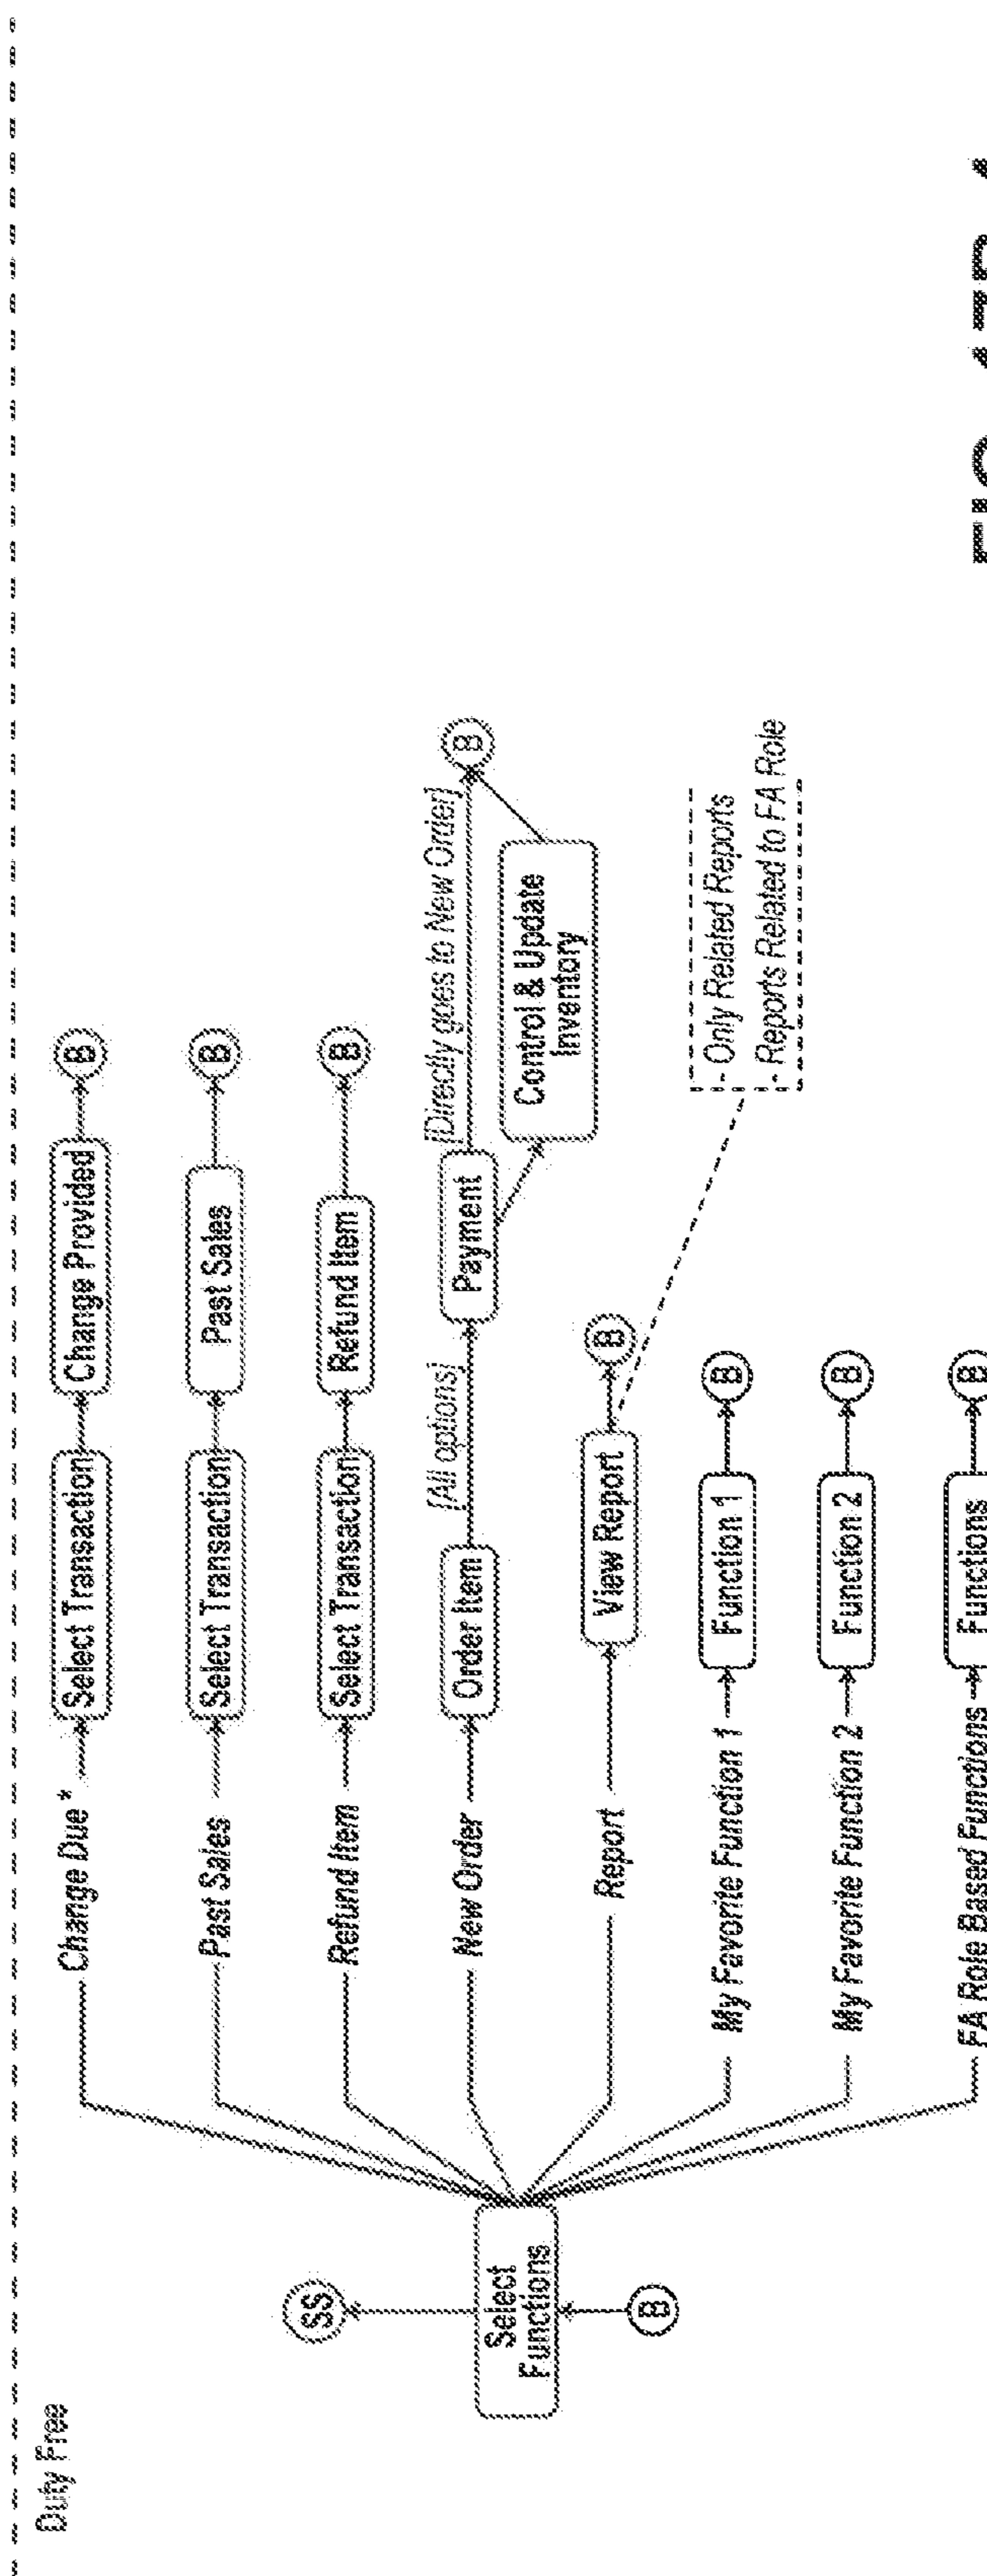 Duty Free
SS
Select
Functions
B
Change Due *
Select Transaction
Change Provided
B
Past Sales
Select Transaction
Past Sales
B
Refund Item
Select Transaction
Refund Item
B
New Order
Order Item
[All options]
Payment
[Directly goes to New Order]
B
Control & Update
Inventory
Report
View Report
B
- Only Related Reports
- Reports Related to FA Role
My Favorite Function 1
Function 1
B
My Favorite Function 2
Function 2
B
FA Role Based Functions
Functions
B